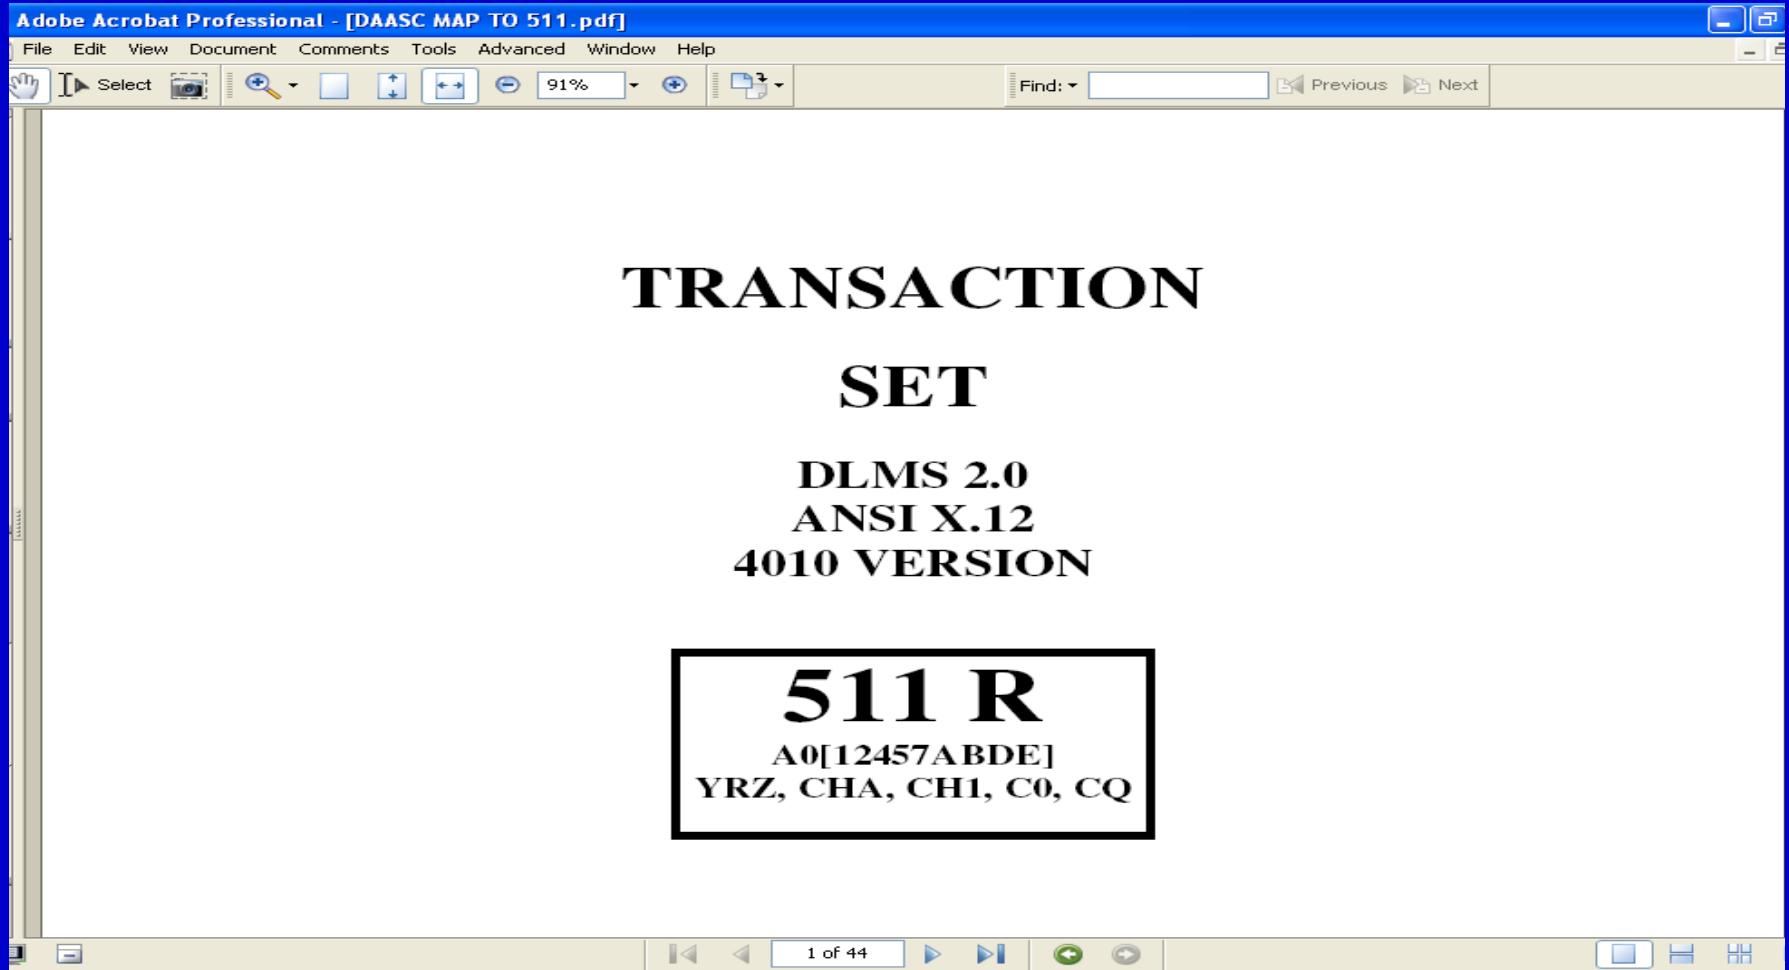 Adobe Acrobat Professional - [DAASC MAP TO 511.pdf]
File Edit View Document Comments Tools Advanced Window Help
Select 91% Find: Previous Next
TRANSACTION
SET
DLMS 2.0
ANSI X.12
4010 VERSION
511 R
A0[12457ABDE]
YRZ, CHA, CH1, C0, CQ
1 of 44